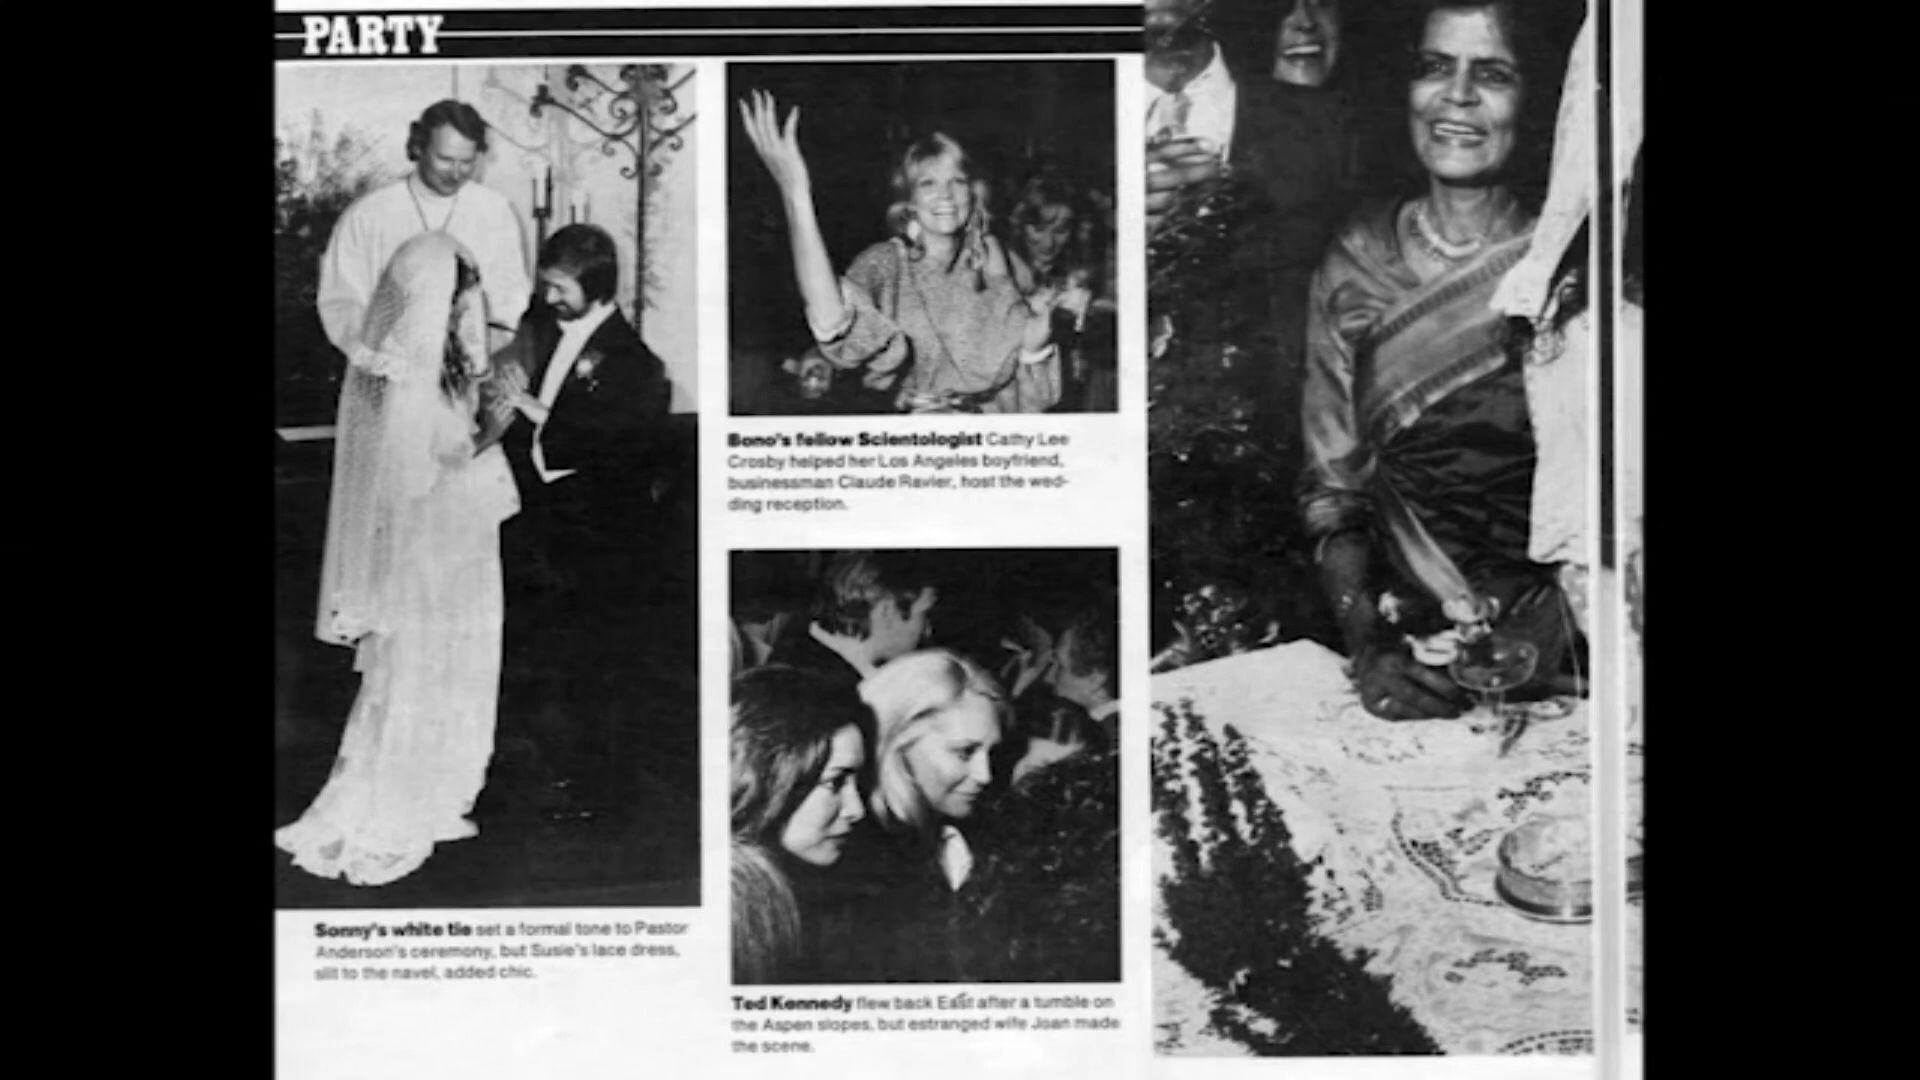 PARTY
Sonny's white tie set a formal tone to Pastor
Anderson's ceremony, but Susie's lace dress,
slit to the navel, added chic.
Bono's fellow Scientologist Cathy Lee
Crosby helped her Los Angeles boyfriend,
businessman Claude Ravier, host the wed-
ding reception.
Ted Kennedy flew back East after a tumble on
the Aspen slopes, but estranged wife Joan made
the scene.